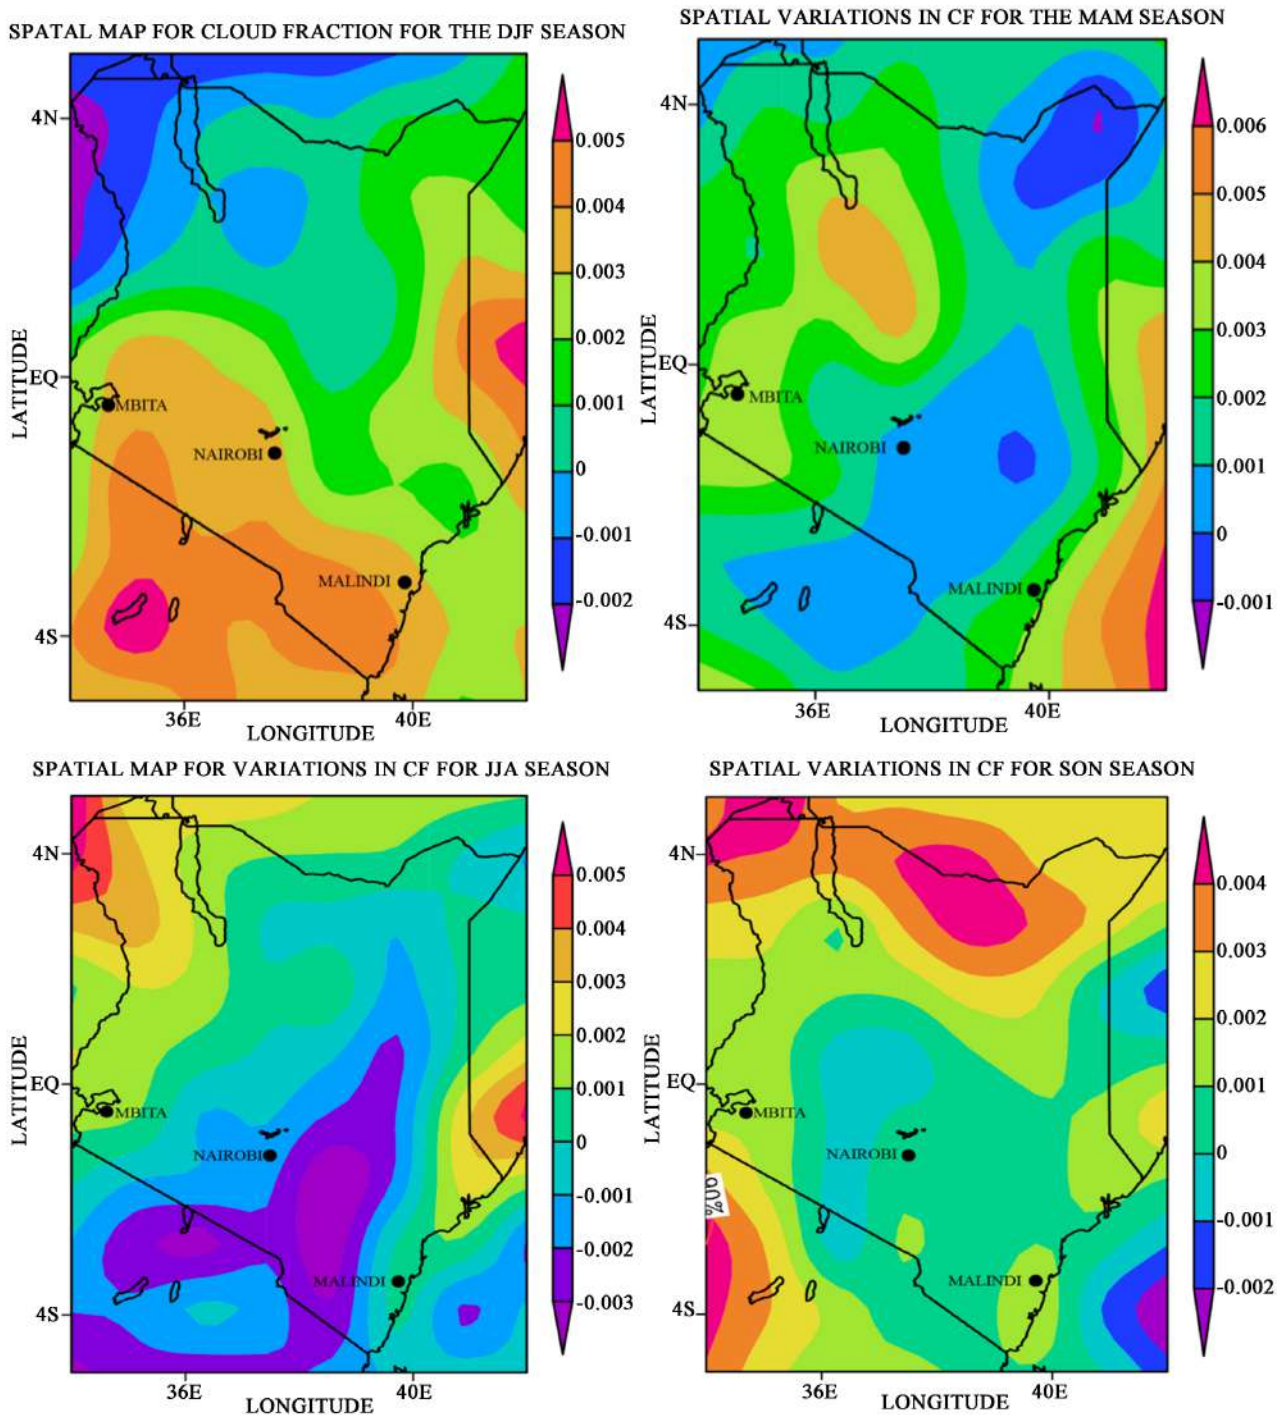 SPATAL MAP FOR CLOUD FRACTION FOR THE DJF SEASON
4N
EQ
4S
LATITUDE
MBITA
NAIROBI
MALINDI
36E
40E
LONGITUDE
0.005
0.004
0.003
0.002
0.001
0
-0.001
-0.002
SPATIAL VARIATIONS IN CF FOR THE MAM SEASON
4N
EQ
4S
LATITUDE
MBITA
NAIROBI
MALINDI
36E
40E
LONGITUDE
0.006
0.005
0.004
0.003
0.002
0.001
0
-0.001
SPATIAL MAP FOR VARIATIONS IN CF FOR JJA SEASON
4N
EQ
4S
LATITUDE
MBITA
NAIROBI
MALINDI
36E
40E
LONGITUDE
0.005
0.004
0.003
0.002
0.001
0
-0.001
-0.002
-0.003
SPATIAL VARIATIONS IN CF FOR SON SEASON
4N
EQ
4S
LATITUDE
MBITA
NAIROBI
MALINDI
36E
40E
LONGITUDE
0.004
0.003
0.002
0.001
0
-0.001
-0.002